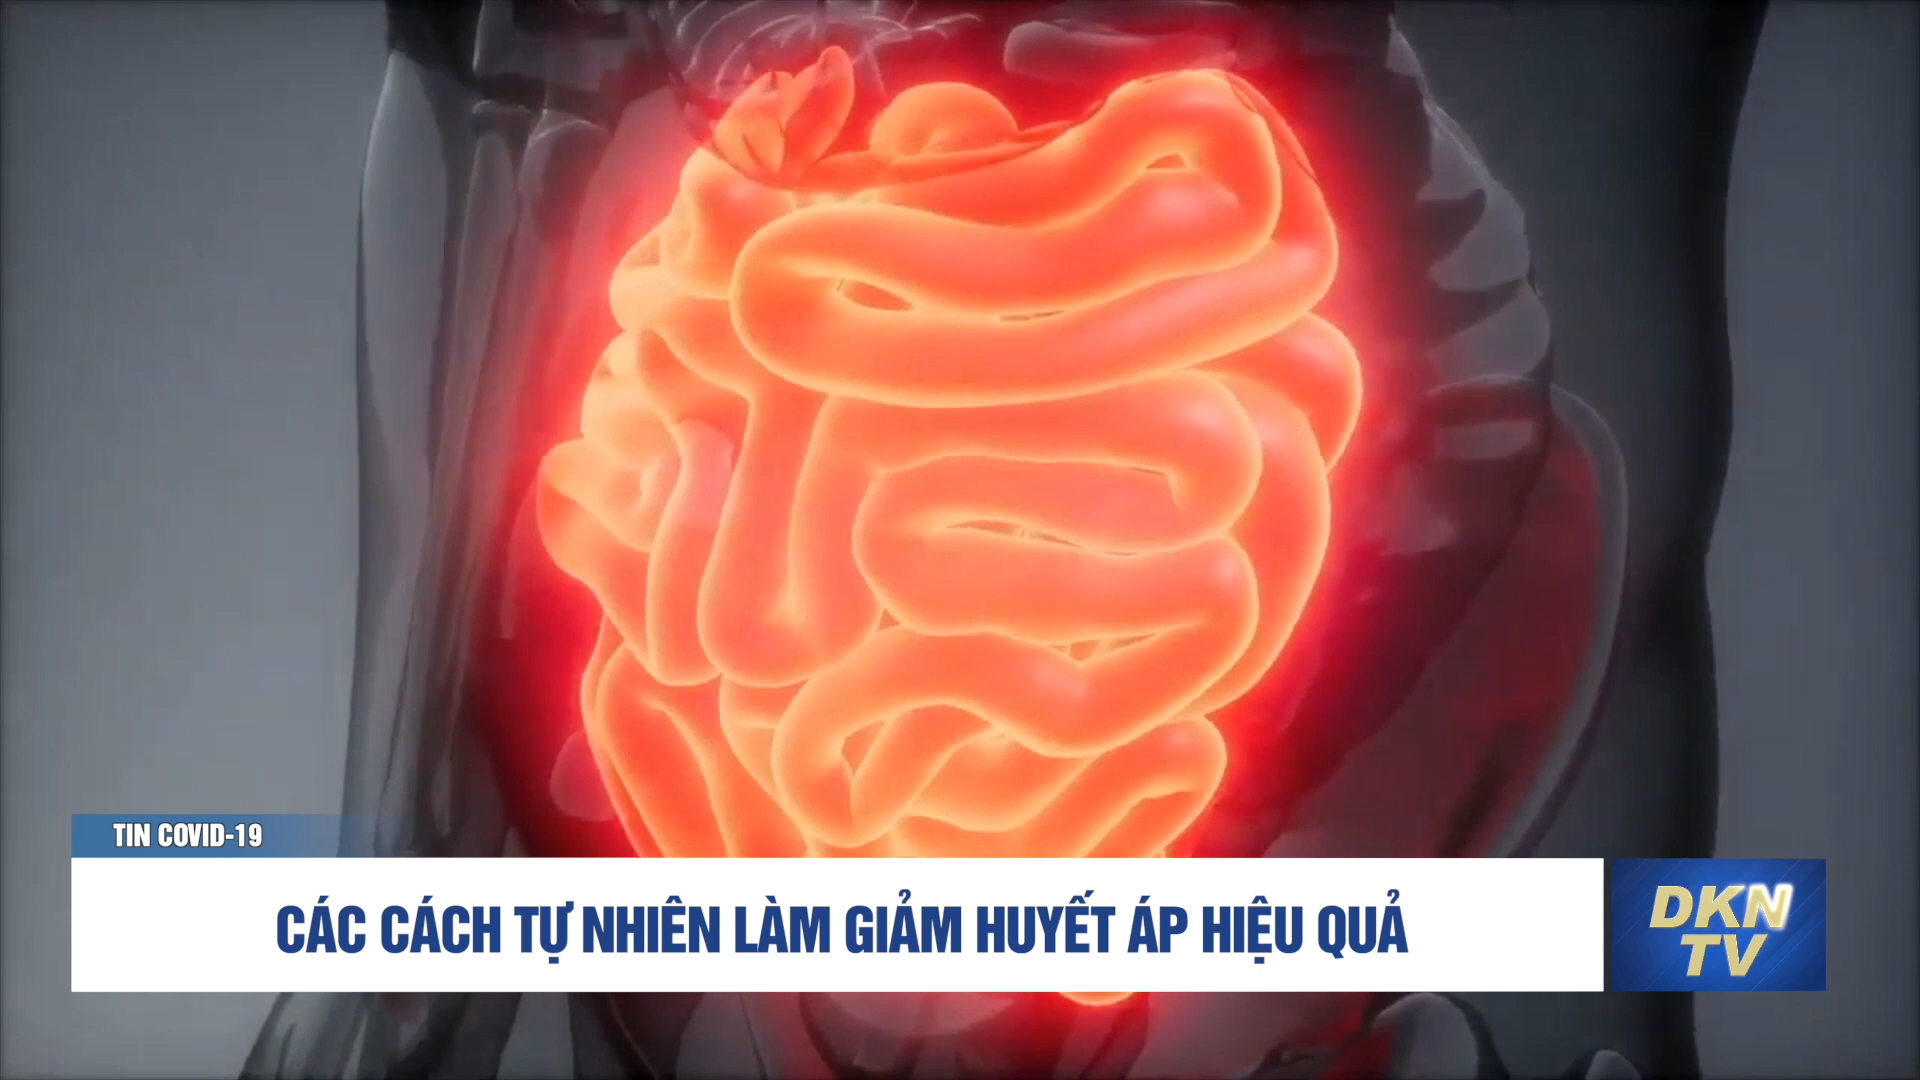 TIN COVID-19
CÁC CÁCH TỰ NHIÊN LÀM GIẢM HUYẾT ÁP HIỆU QUẢ
DKN
TV